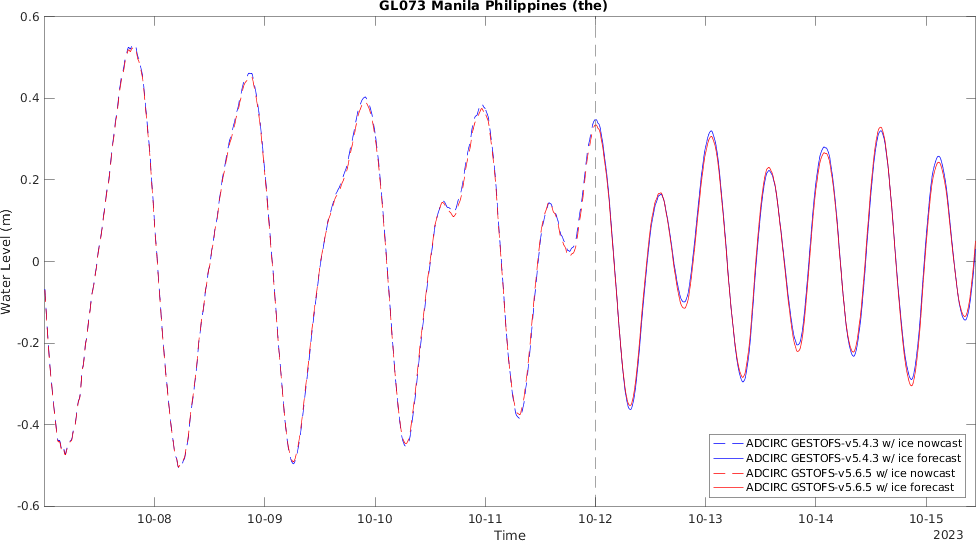 GL073 Manila Philippines (the)
0.6
0.4
0.2
0
-0.2
-0.4
-0.6
Water Level (m)
ADCIRC GESTOFS-v5.4.3 w/ ice nowcast
ADCIRC GESTOFS-v5.4.3 w/ ice forecast
ADCIRC GSTOFS-v5.6.5 w/ ice nowcast
ADCIRC GSTOFS-v5.6.5 w/ ice forecast
10-08 10-09 10-10 10-11 10-12 10-13 10-14 10-15
Time
2023